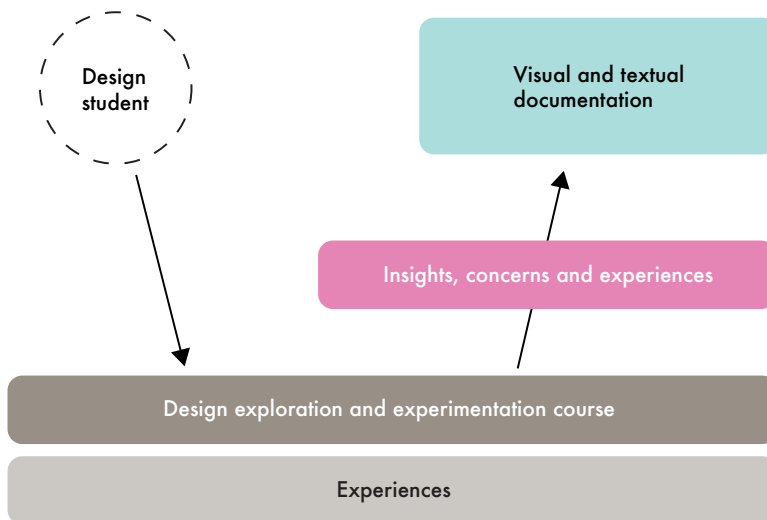 Design
student
Visual and textual
documentation
Insights, concerns and experiences
Design exploration and experimentation course
Experiences